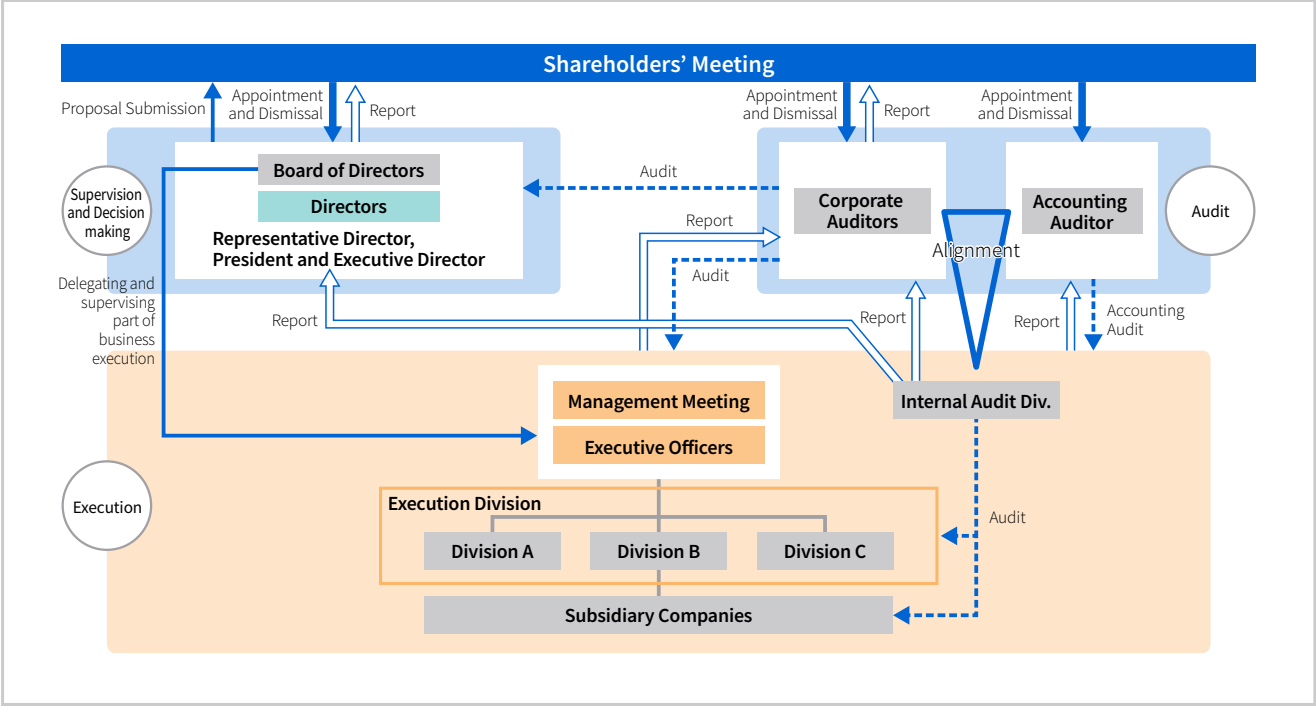 Shareholders’ Meeting
Proposal Submission
Appointment
and Dismissal
Report
Appointment
and Dismissal
Report
Appointment
and Dismissal
Supervision
and Decision
making
Board of Directors
Directors
Representative Director,
President and Executive Director
Audit
Report
Audit
Corporate
Auditors
Alignment
Accounting
Auditor
Audit
Delegating and
supervising
part of
business
execution
Report
Report
Report
Accounting
Audit
Management Meeting
Executive Officers
Internal Audit Div.
Execution
Execution Division
Division A
Division B
Division C
Audit
Subsidiary Companies